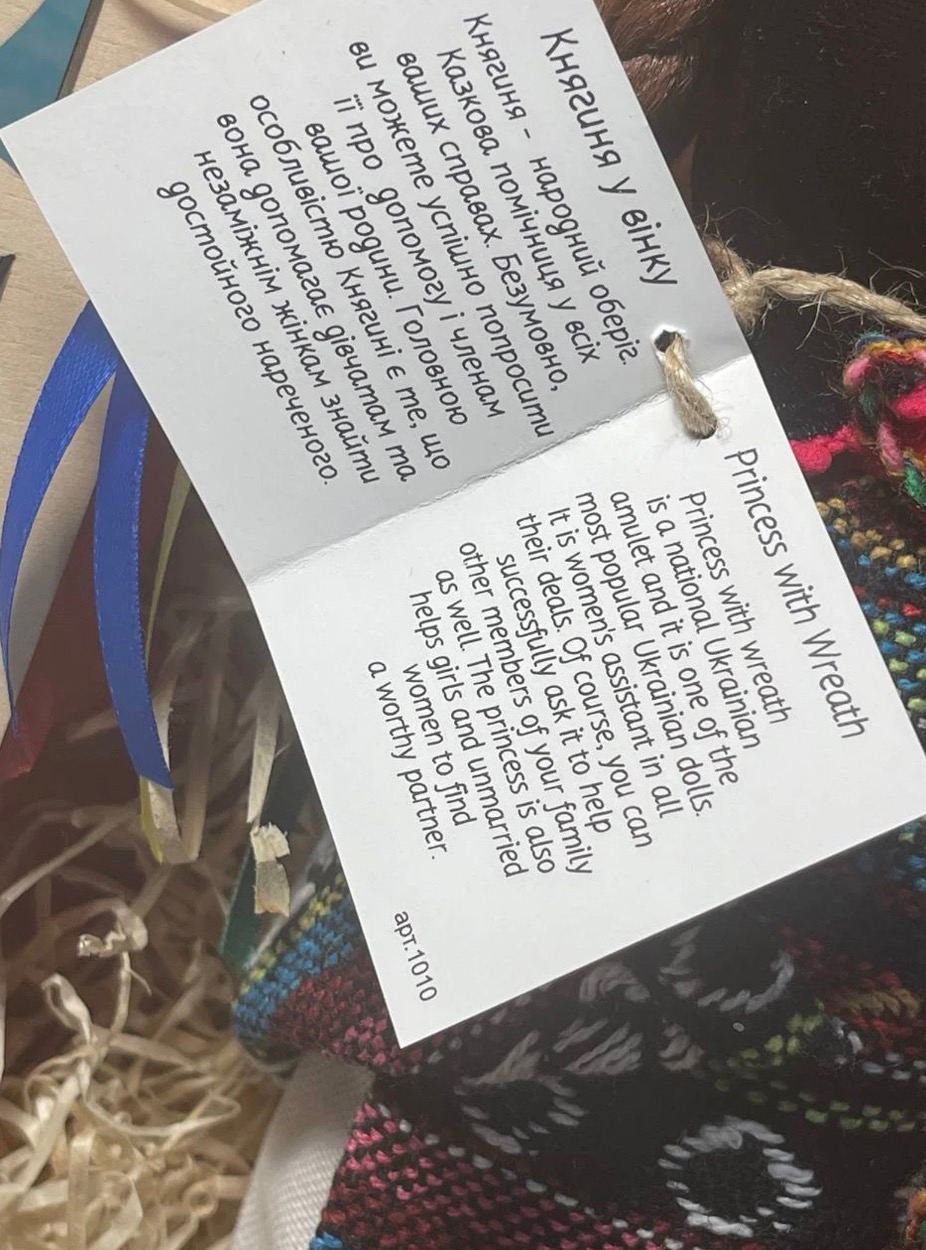 Княгиня у вінку
Княгиня - народний оберіг.
Казкова помічниця у всіх
ваших справах. Безумовно,
ви можете успішно попросити
її про допомогу і членам
вашої родини. Головною
особливістю Княгині є те, що
вона допомагає дівчатам та
незаміжнім жінкам знайти
достойного нареченого.
Princess with Wreath
Princess with wreath
is a national Ukrainian
amulet and it is one of the
most popular Ukrainian dolls.
It is women's assistant in all
their deals. Of course, you can
successfully ask it to help
other members of your family
as well. The princess is also
helps girls and unmarried
women to find
a worthy partner.
арт.1010